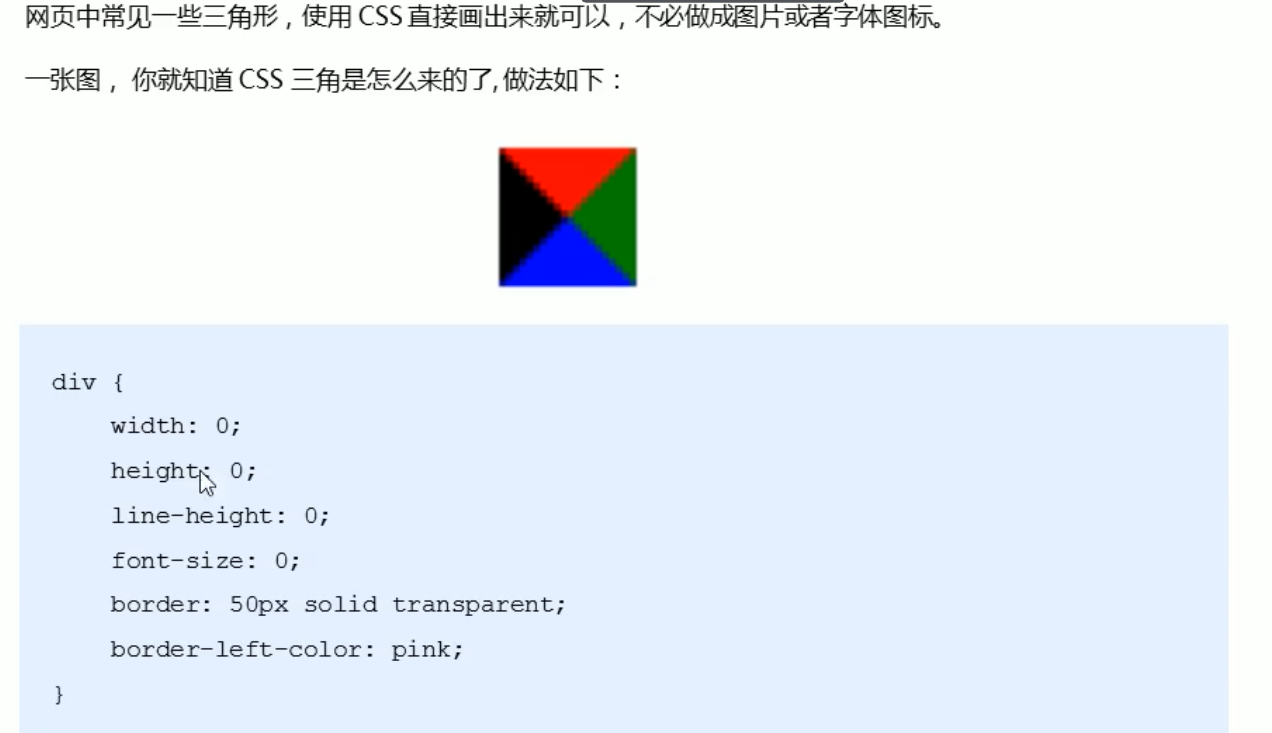 网页中常见一些三角形，使用 CSS 直接画出来就可以，不必做成图片或者字体图标。
一张图， 你就知道 CSS 三角是怎么来的了, 做法如下：
div {
width: 0;
height: 0;
line-height: 0;
font-size: 0;
border: 50px solid transparent;
border-left-color: pink;
}